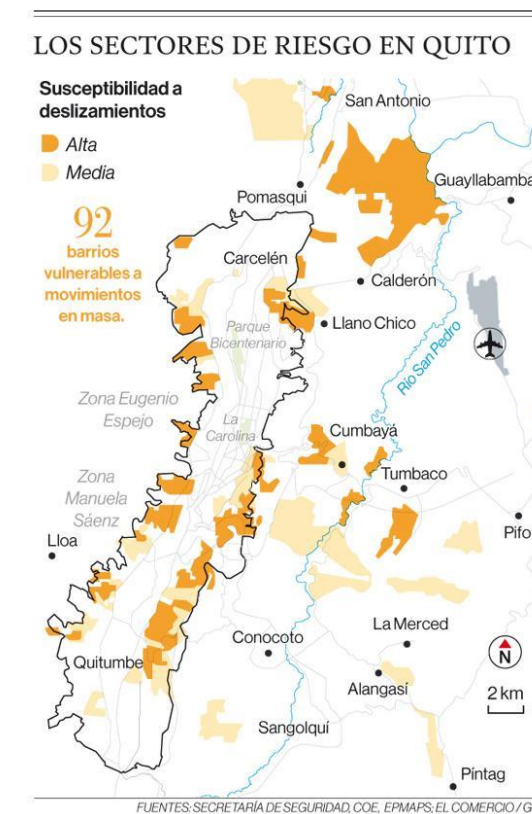 LOS SECTORES DE RIESGO EN QUITO
Susceptibilidad a
deslizamientos
Alta
Media
92
barrios
vulnerables a
movimientos
en masa.
San Antonio
Guayllabamba
Pomasqui
Carcelén
Calderón
Llano Chico
Parque
Bicentenario
Río San Pedro
Zona Eugenio
Espejo
La
Carolina
Cumbayá
Zona
Manuela
Sáenz
Tumbaco
Pifo
Lloa
La Merced
Conocoto
N
Quitumbe
Alangasí
2 km
Sangolquí
Píntag
FUENTES: SECRETARÍA DE SEGURIDAD, COE, EPMAPS; EL COMERCIO / G